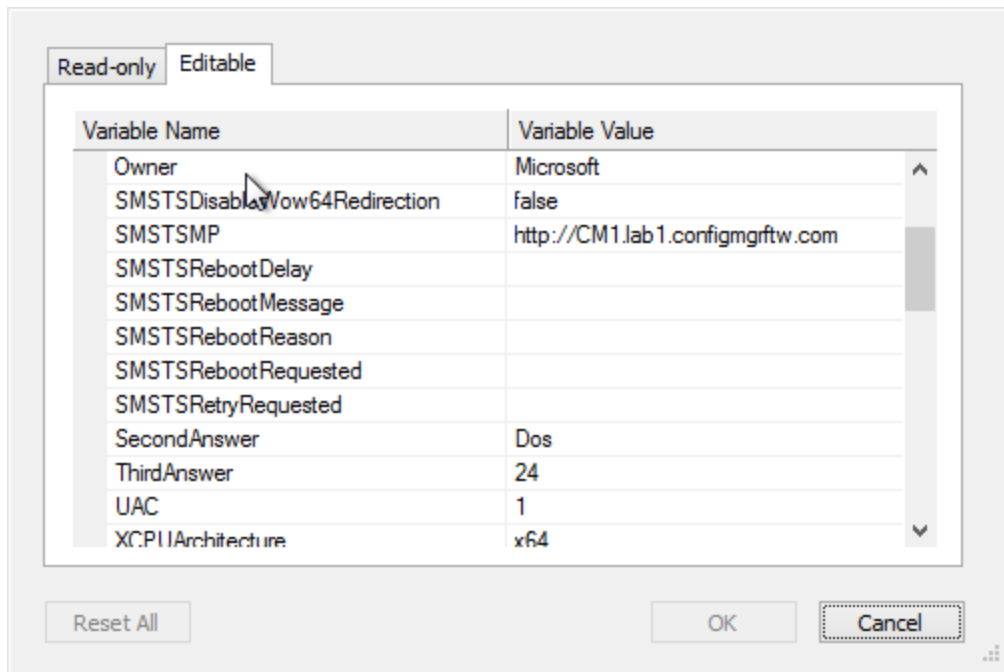 Read-only Editable
Variable Name Variable Value
Owner Microsoft
SMSTSDisableWow64Redirection false
SMSTSMP http://CM1.lab1.configmgrftw.com
SMSTSRebootDelay
SMSTSRebootMessage
SMSTSRebootReason
SMSTSRebootRequested
SMSTSRetryRequested
SecondAnswer Dos
ThirdAnswer 24
UAC 1
XCPUArchitecture x64
Reset All OK Cancel